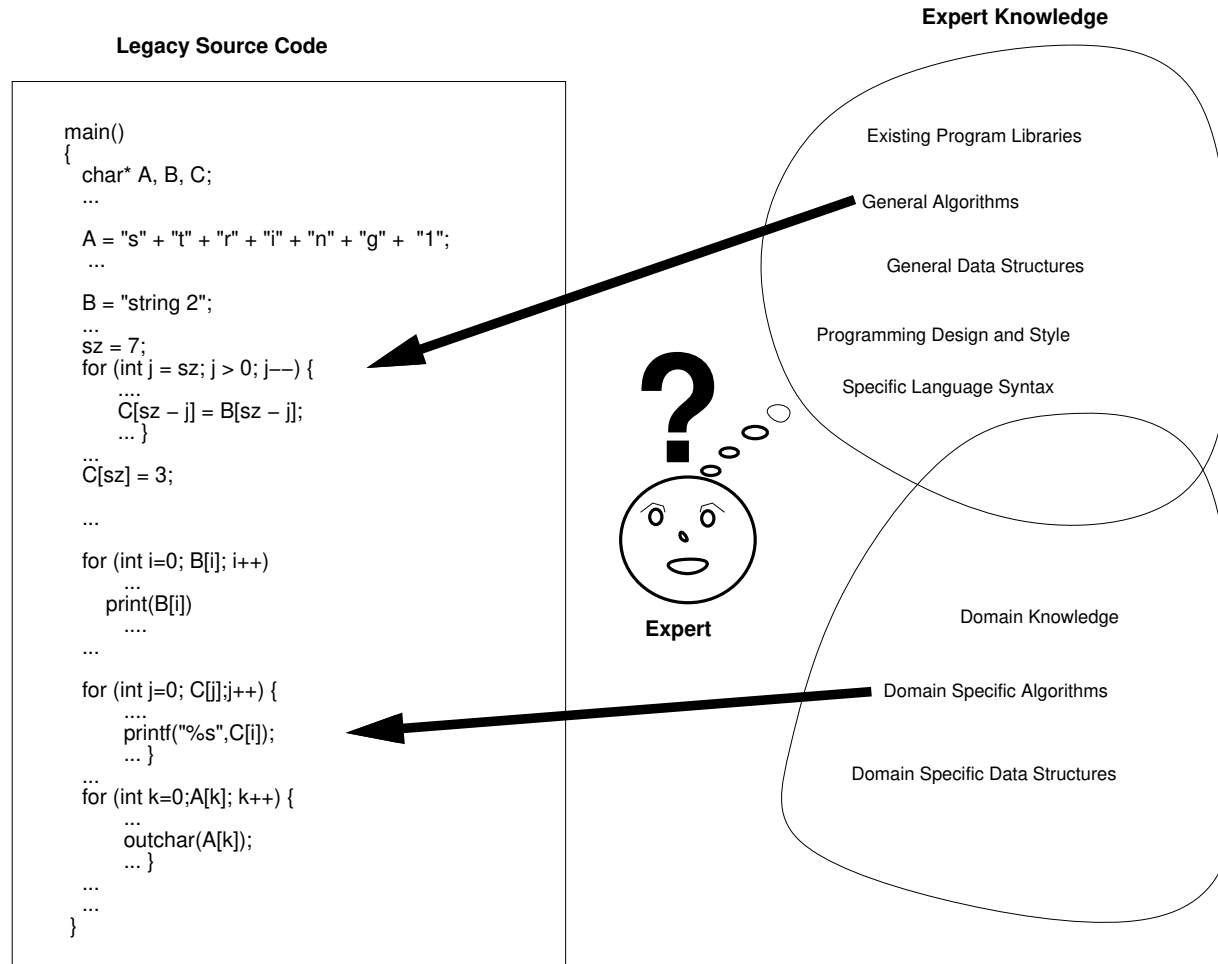 Legacy Source Code
main()
{
char* A, B, C;
...
A = "s" + "t" + "r" + "i" + "n" + "g" + "1";
...
B = "string 2";
...
sz = 7;
for (int j = sz; j > 0; j−−) {
....
C[sz − j] = B[sz − j];
... }
...
C[sz] = 3;
...
for (int i=0; B[i]; i++)
...
print(B[i])
....
...
for (int j=0; C[j];j++) {
....
printf("%s",C[i]);
... }
...
for (int k=0;A[k]; k++) {
...
outchar(A[k]);
... }
...
...
}
?
Expert
Expert Knowledge
Existing Program Libraries
General Algorithms
General Data Structures
Programming Design and Style
Specific Language Syntax
Domain Knowledge
Domain Specific Algorithms
Domain Specific Data Structures